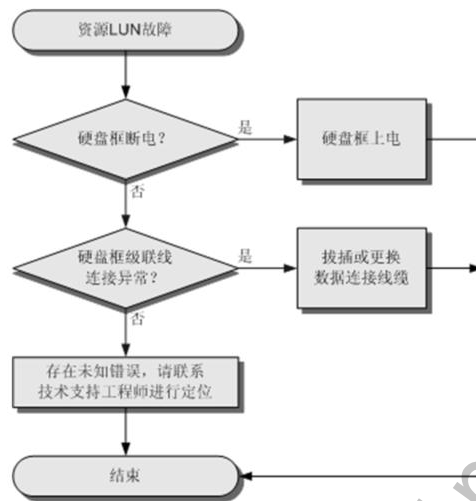 资源LUN故障
硬盘框断电？
是
硬盘框上电
否
硬盘框级联线
连接异常？
是
拔插或更换
数据连接线缆
否
存在未知错误，请联系
技术支持工程师进行定位
结束